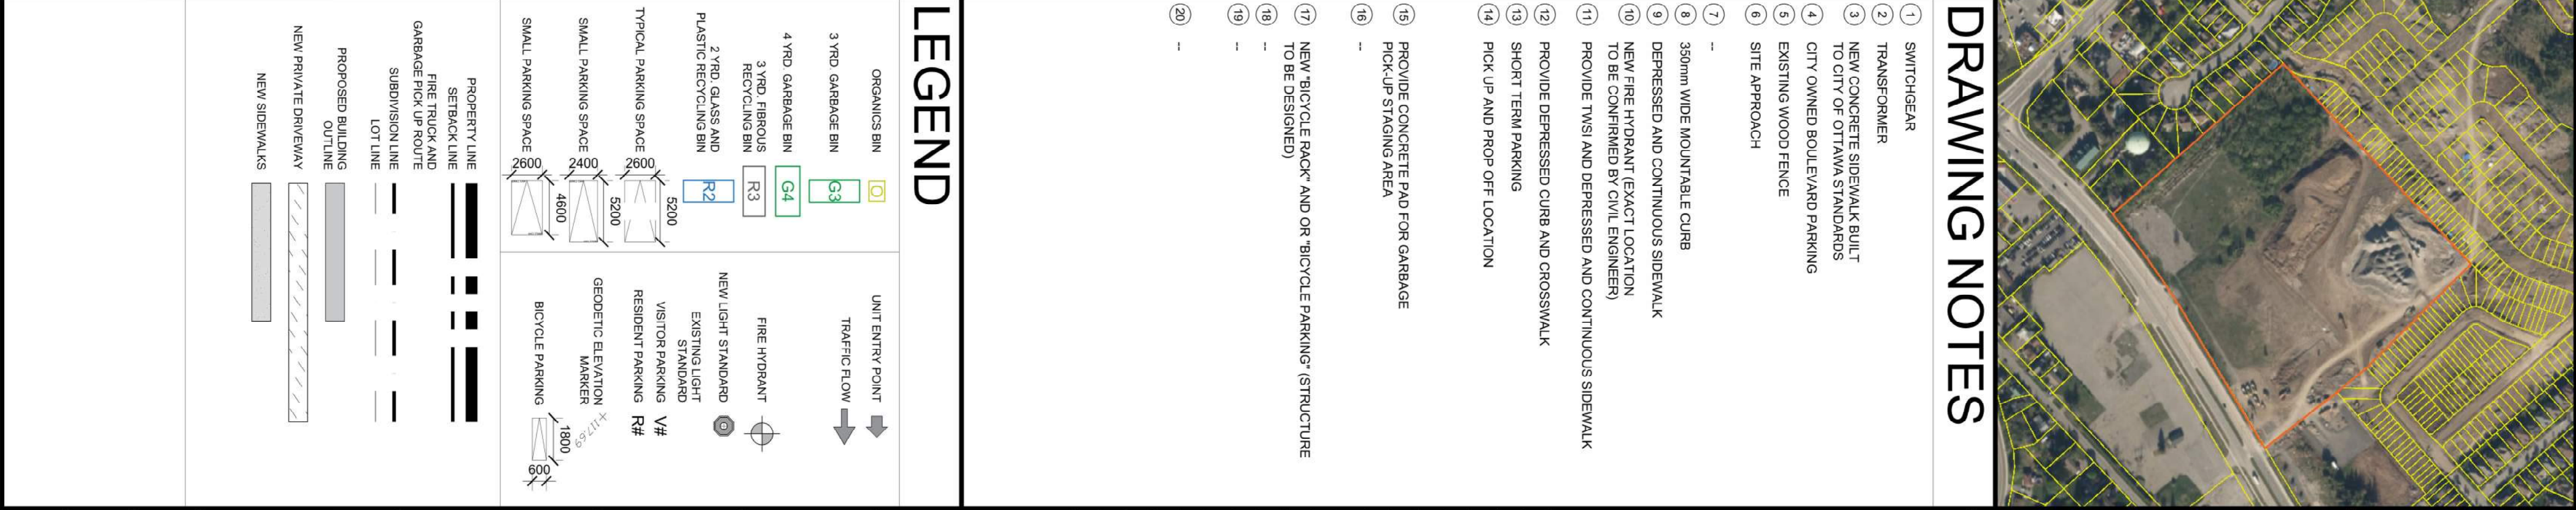 DRAWING NOTES
1 SWITCHGEAR
2 TRANSFORMER
3 NEW CONCRETE SIDEWALK BUILT
TO CITY OF OTTAWA STANDARDS
4 CITY OWNED BOULEVARD PARKING
5 EXISTING WOOD FENCE
6 SITE APPROACH
7 --
8 350mm WIDE MOUNTABLE CURB
9 DEPRESSED AND CONTINUOUS SIDEWALK
10 NEW FIRE HYDRANT (EXACT LOCATION
TO BE CONFIRMED BY CIVIL ENGINEER)
11 PROVIDE TWSI AND DEPRESSED AND CONTINUOUS SIDEWALK
12 PROVIDE DEPRESSED CURB AND CROSSWALK
13 SHORT TERM PARKING
14 PICK UP AND PROP OFF LOCATION
15 PROVIDE CONCRETE PAD FOR GARBAGE
PICK-UP STAGING AREA
16 --
17 NEW "BICYCLE RACK" AND OR "BICYCLE PARKING" (STRUCTURE
TO BE DESIGNED)
18 --
19 --
20 --
LEGEND
ORGANICS BIN O
3 YRD. GARBAGE BIN G3
4 YRD. GARBAGE BIN G4
3 YRD. FIBROUS
RECYCLING BIN R3
2 YRD. GLASS AND
PLASTIC RECYCLING BIN R2
TYPICAL PARKING SPACE 2600 5200
SMALL PARKING SPACE 2400 5200
SMALL PARKING SPACE 2600 4600
UNIT ENTRY POINT
TRAFFIC FLOW
FIRE HYDRANT
NEW LIGHT STANDARD
EXISTING LIGHT
STANDARD
VISITOR PARKING V#
RESIDENT PARKING R#
GEODETIC ELEVATION
MARKER ×117.69
BICYCLE PARKING 1800 600
PROPERTY LINE
SETBACK LINE
FIRE TRUCK AND
GARBAGE PICK UP ROUTE
SUBDIVISION LINE
LOT LINE
PROPOSED BUILDING
OUTLINE
NEW PRIVATE DRIVEWAY
NEW SIDEWALKS